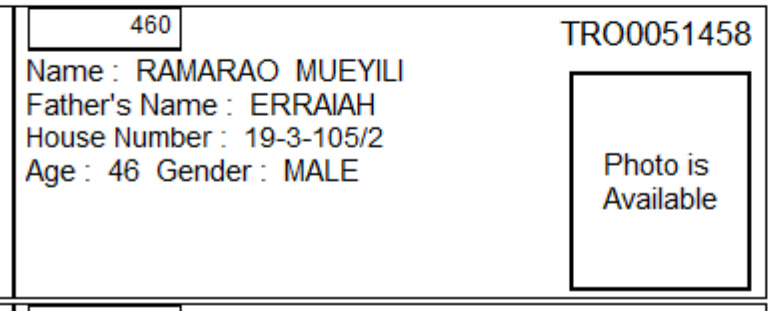 460
TRO0051458
Name : RAMARAO MUEYILI
Father's Name : ERRAIAH
House Number : 19-3-105/2
Age : 46 Gender : MALE
Photo is
Available